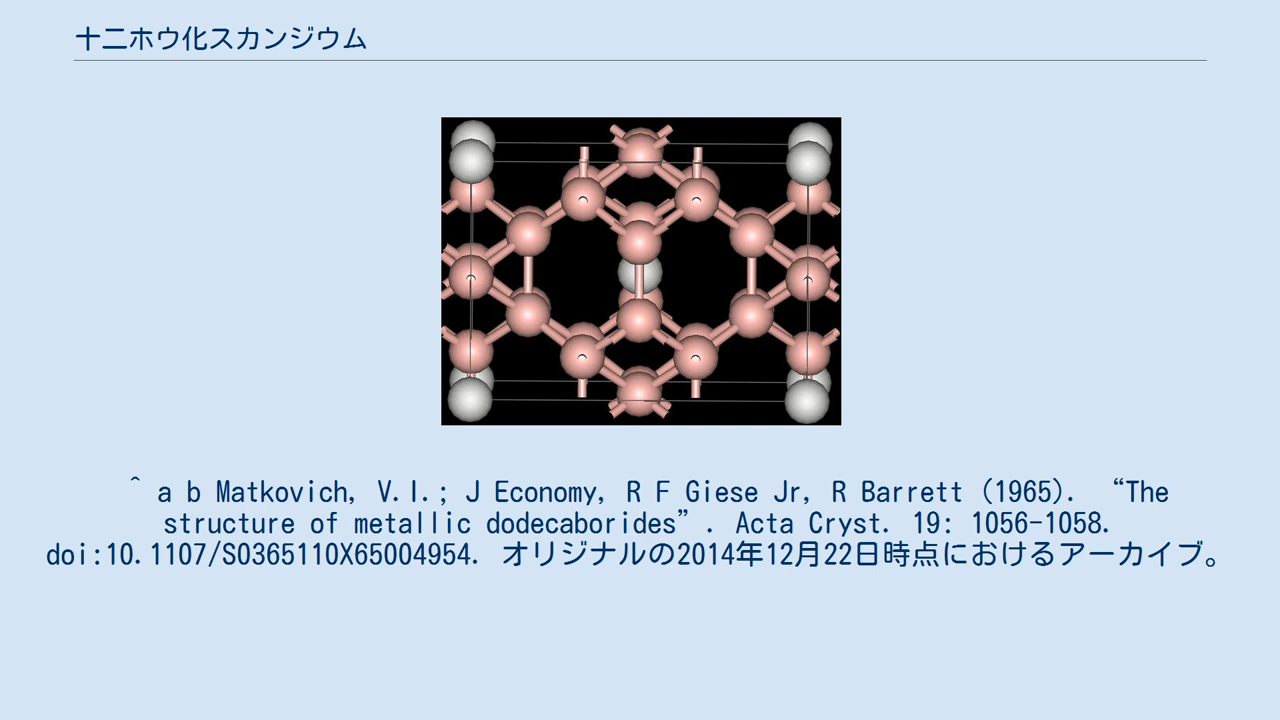 十二ホウ化スカンジウム
^ a b Matkovich, V.I.; J Economy, R F Giese Jr, R Barrett (1965). “The
structure of metallic dodecaborides”. Acta Cryst. 19: 1056-1058.
doi:10.1107/S0365110X65004954. オリジナルの2014年12月22日時点におけるアーカイブ。